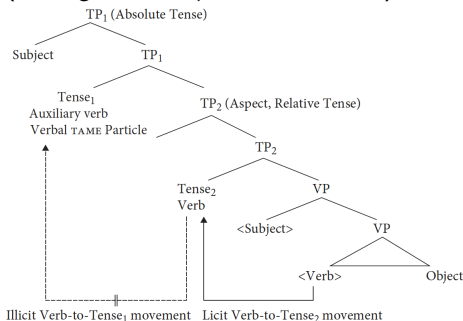 TP₁ (Absolute Tense)
Subject
TP₁
Tense₁
Auxiliary verb
Verbal TAME Particle
TP₂ (Aspect, Relative Tense)
TP₂
Tense₂
Verb
VP
<Subject>
VP
<Verb>
Object
Illicit Verb-to-Tense₁ movement
Licit Verb-to-Tense₂ movement